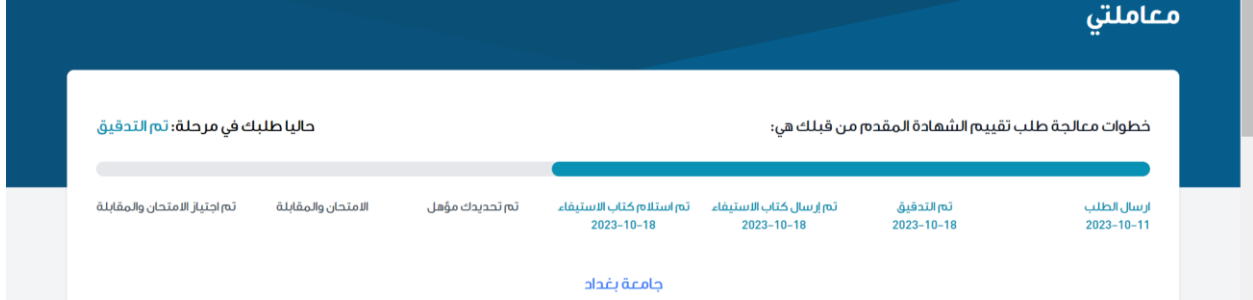 معاملتي
خطوات معالجة طلب تقييم الشهادة المقدم من قبلك هي:
حاليا طلبك في مرحلة: تم التدقيق
ارسال الطلب
2023-10-11
تم التدقيق
2023-10-18
تم إرسال كتاب الاستيفاء
2023-10-18
تم استلام كتاب الاستيفاء
2023-10-18
تم تحديدك مؤهل
الامتحان والمقابلة
تم اجتياز الامتحان والمقابلة
جامعة بغداد